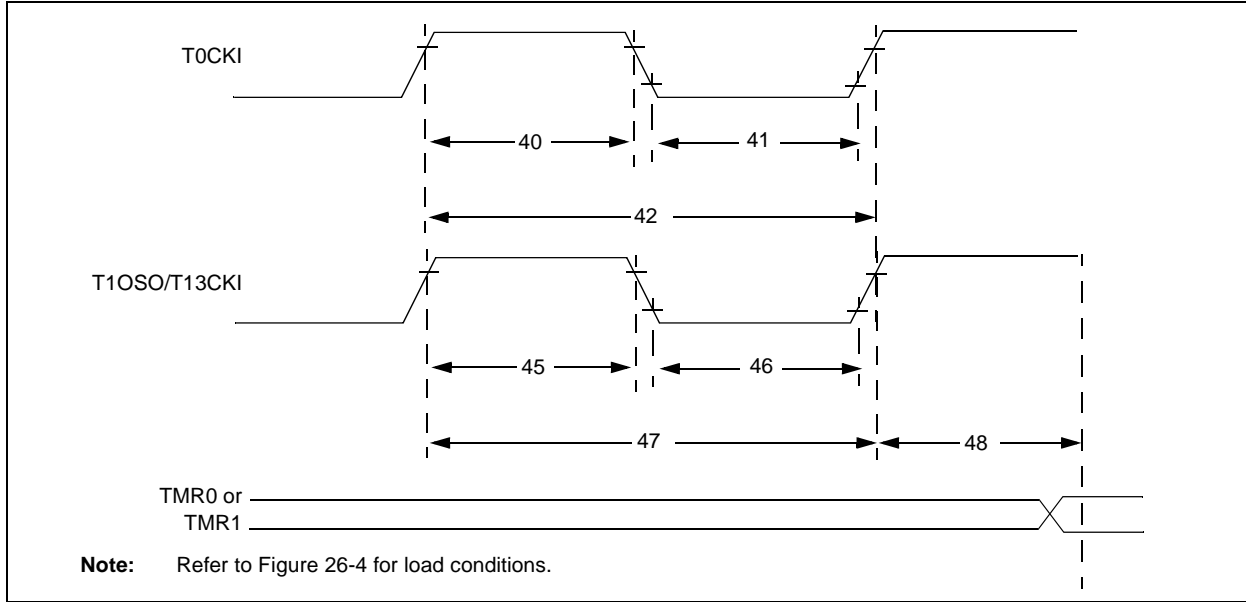 T0CKI
40
41
42
T1OSO/T13CKI
45
46
47
48
TMR0 or
TMR1
Note: Refer to Figure 26-4 for load conditions.